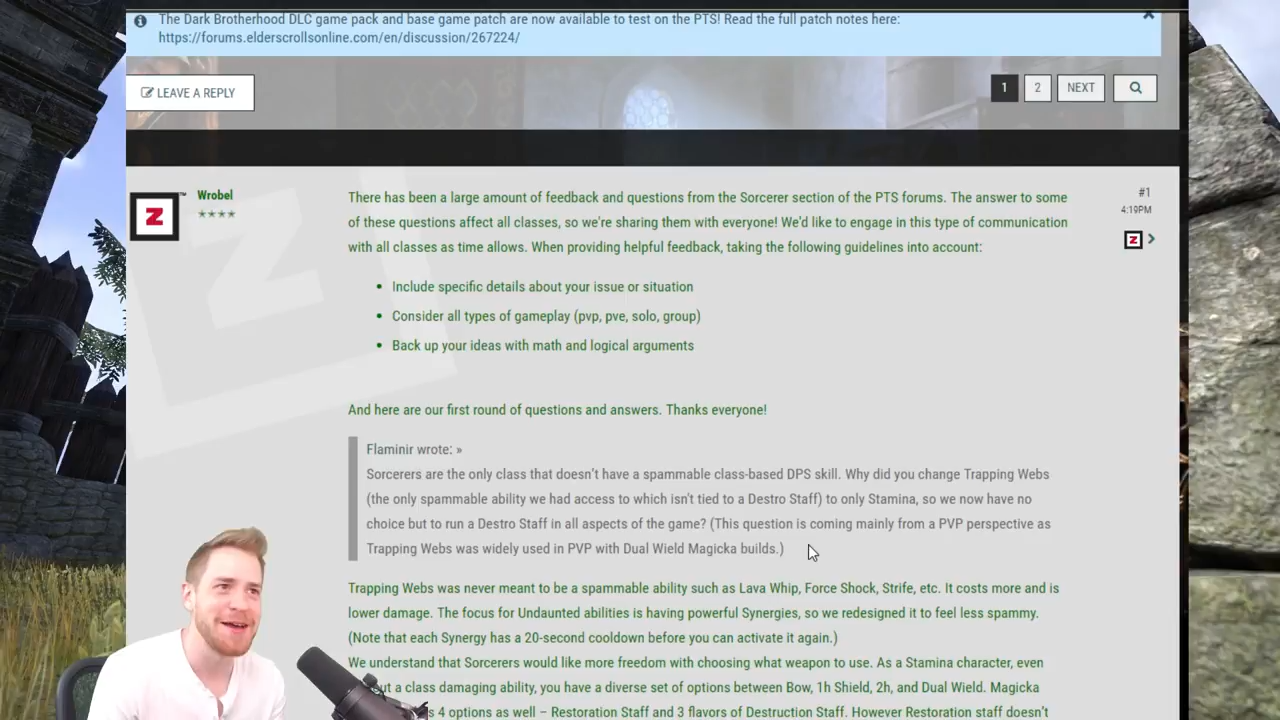 The Dark Brotherhood DLC game pack and base game patch are now available to test on the PTS! Read the full patch notes here:
https://forums.elderscrollsonline.com/en/discussion/267224/
LEAVE A REPLY
1 2 NEXT
Wrobel
There has been a large amount of feedback and questions from the Sorcerer section of the PTS forums. The answer to some
of these questions affect all classes, so we're sharing them with everyone! We'd like to engage in this type of communication
with all classes as time allows. When providing helpful feedback, taking the following guidelines into account:
#1
4:19PM
Z
Z
• Include specific details about your issue or situation
• Consider all types of gameplay (pvp, pve, solo, group)
• Back up your ideas with math and logical arguments
And here are our first round of questions and answers. Thanks everyone!
Flaminir wrote: »
Sorcerers are the only class that doesn't have a spammable class-based DPS skill. Why did you change Trapping Webs
(the only spammable ability we had access to which isn't tied to a Destro Staff) to only Stamina, so we now have no
choice but to run a Destro Staff in all aspects of the game? (This question is coming mainly from a PVP perspective as
Trapping Webs was widely used in PVP with Dual Wield Magicka builds.)
Trapping Webs was never meant to be a spammable ability such as Lava Whip, Force Shock, Strife, etc. It costs more and is
lower damage. The focus for Undaunted abilities is having powerful Synergies, so we redesigned it to feel less spammy.
(Note that each Synergy has a 20-second cooldown before you can activate it again.)
We understand that Sorcerers would like more freedom with choosing what weapon to use. As a Stamina character, even
a class damaging ability, you have a diverse set of options between Bow, 1h Shield, 2h, and Dual Wield. Magicka
4 options as well – Restoration Staff and 3 flavors of Destruction Staff. However Restoration staff doesn't